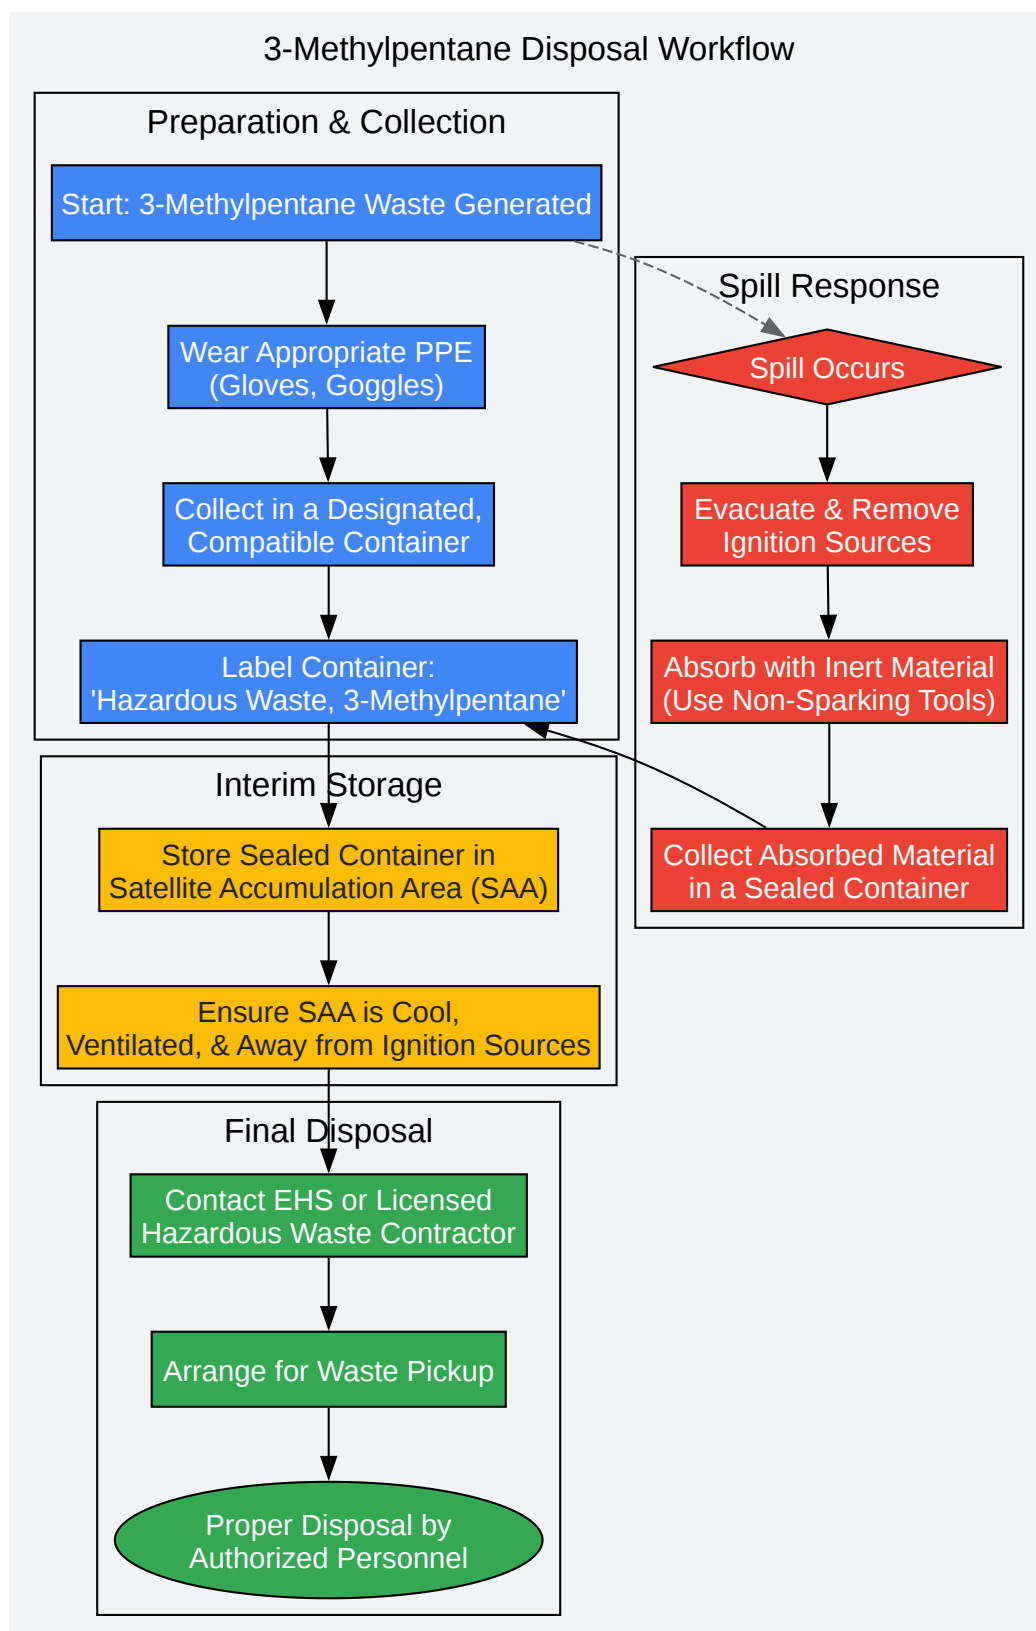 3-Methylpentane Disposal Workflow
Preparation & Collection
Start: 3-Methylpentane Waste Generated
Wear Appropriate PPE
(Gloves, Goggles)
Collect in a Designated,
Compatible Container
Label Container:
'Hazardous Waste, 3-Methylpentane'
Spill Response
Spill Occurs
Evacuate & Remove
Ignition Sources
Absorb with Inert Material
(Use Non-Sparking Tools)
Collect Absorbed Material
in a Sealed Container
Interim Storage
Store Sealed Container in
Satellite Accumulation Area (SAA)
Ensure SAA is Cool,
Ventilated, & Away from Ignition Sources
Final Disposal
Contact EHS or Licensed
Hazardous Waste Contractor
Arrange for Waste Pickup
Proper Disposal by
Authorized Personnel